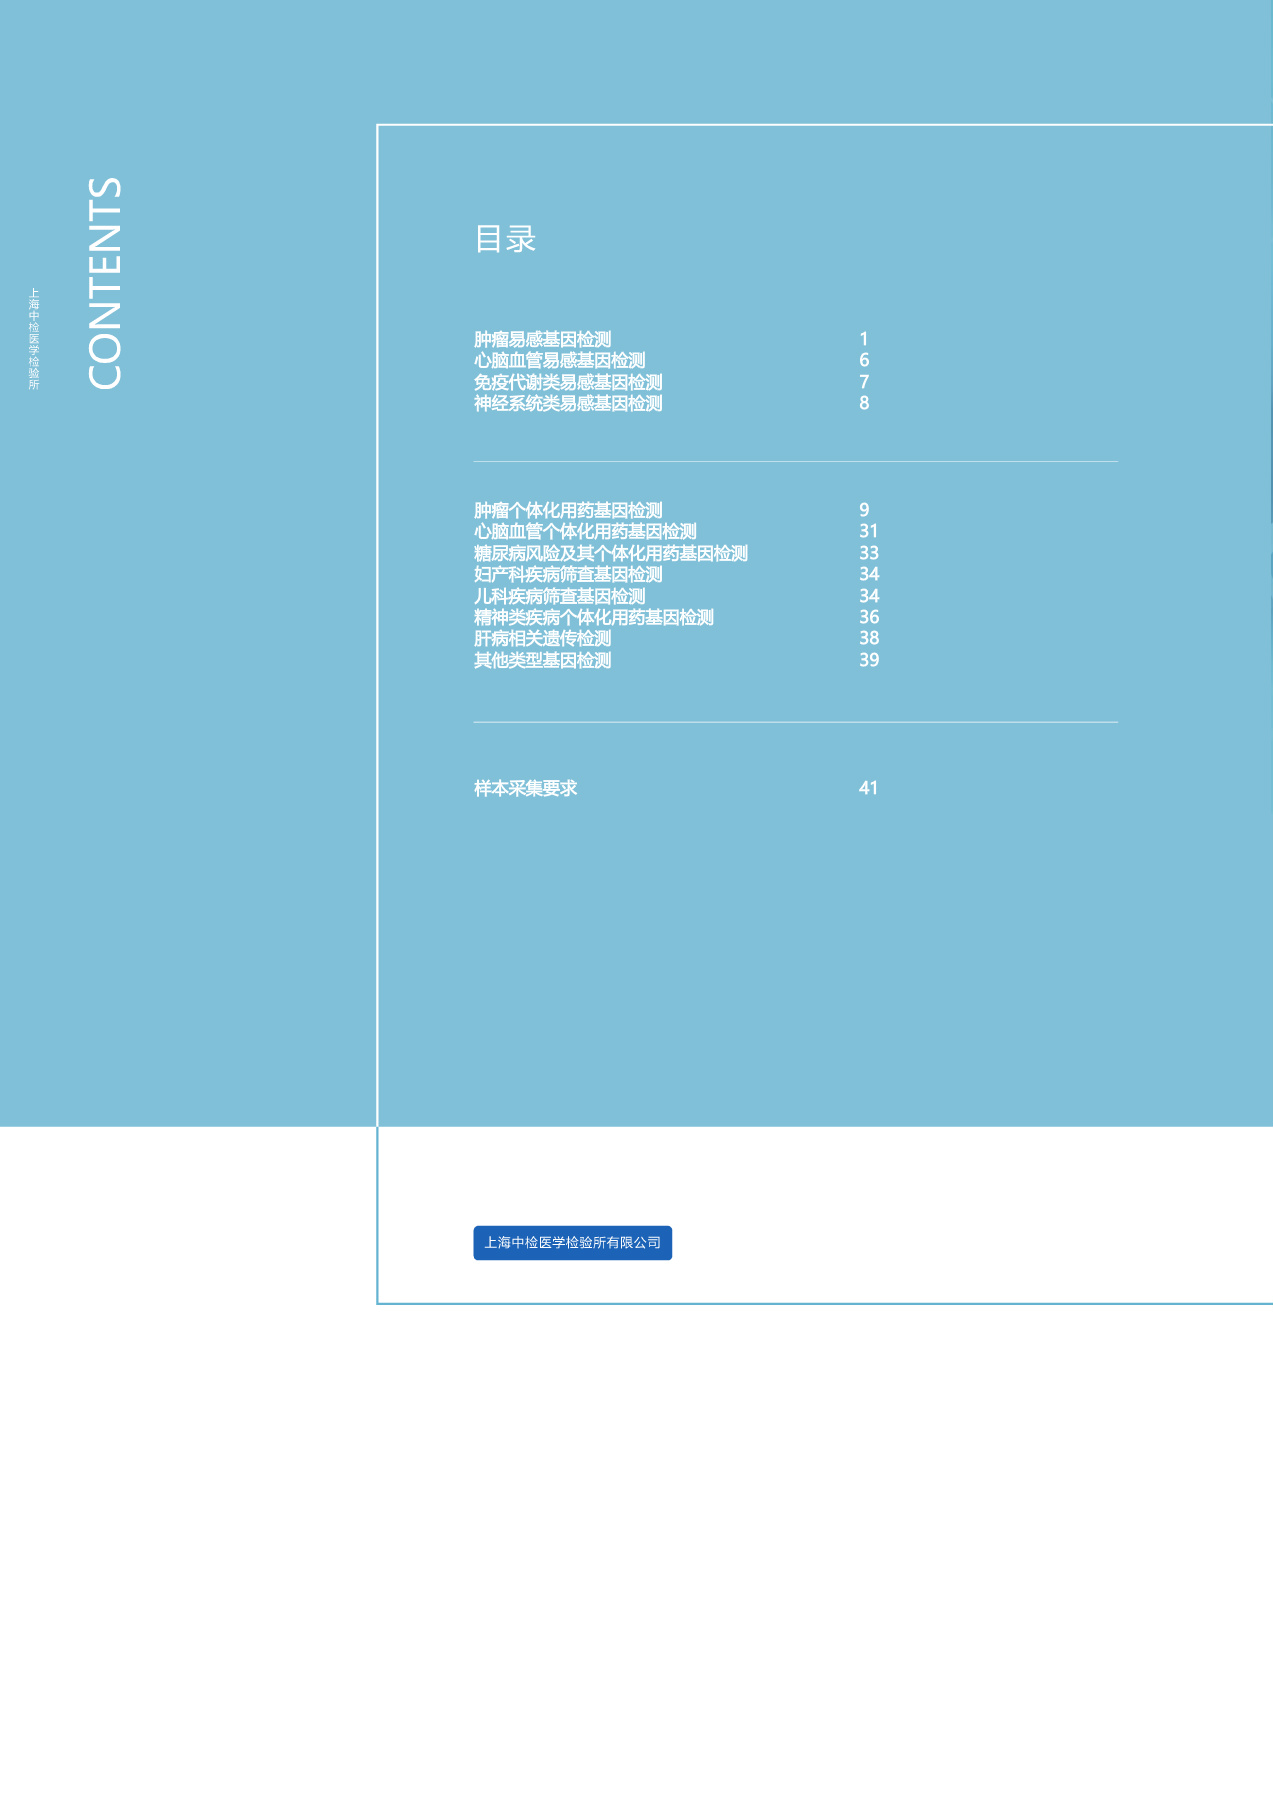 CONTENTS
上海中检医学检验所
目录
肿瘤易感基因检测 1
心脑血管易感基因检测 6
免疫代谢类易感基因检测 7
神经系统类易感基因检测 8
肿瘤个体化用药基因检测 9
心脑血管个体化用药基因检测 31
糖尿病风险及其个体化用药基因检测 33
妇产科疾病筛查基因检测 34
儿科疾病筛查基因检测 34
精神类疾病个体化用药基因检测 36
肝病相关遗传检测 38
其他类型基因检测 39
样本采集要求 41
上海中检医学检验所有限公司